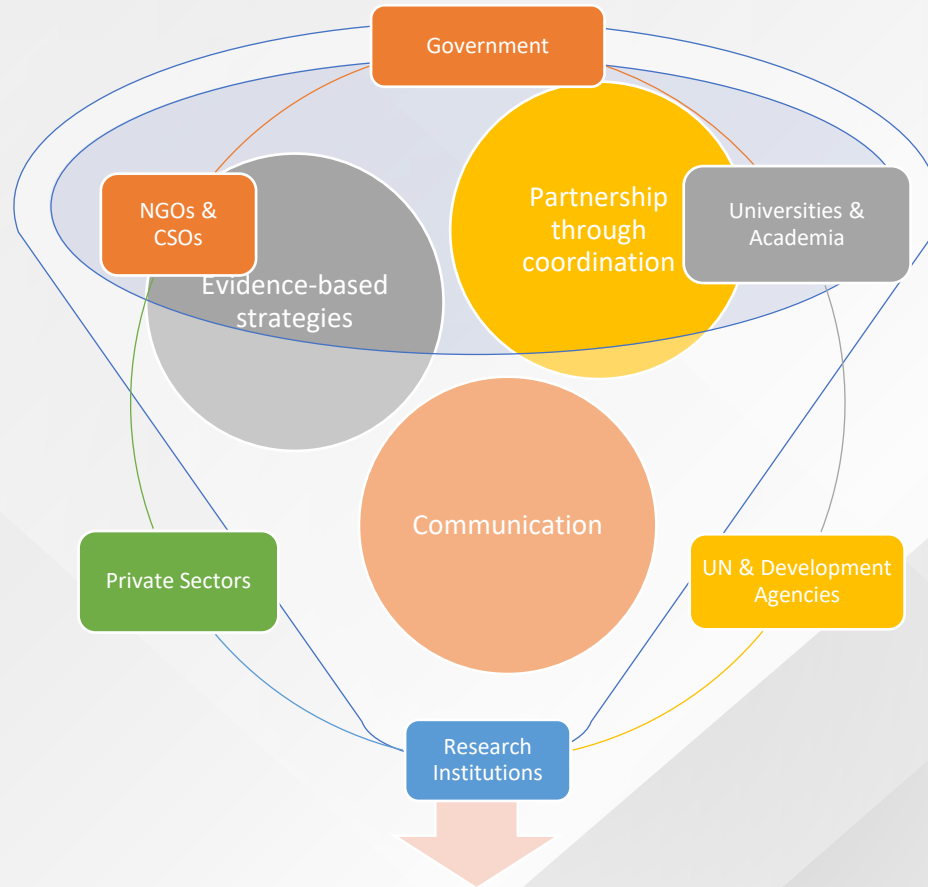 Government
NGOs &
CSOs
Partnership
through
coordination
Universities &
Academia
Evidence-based
strategies
Communication
Private Sectors
UN & Development
Agencies
Research
Institutions